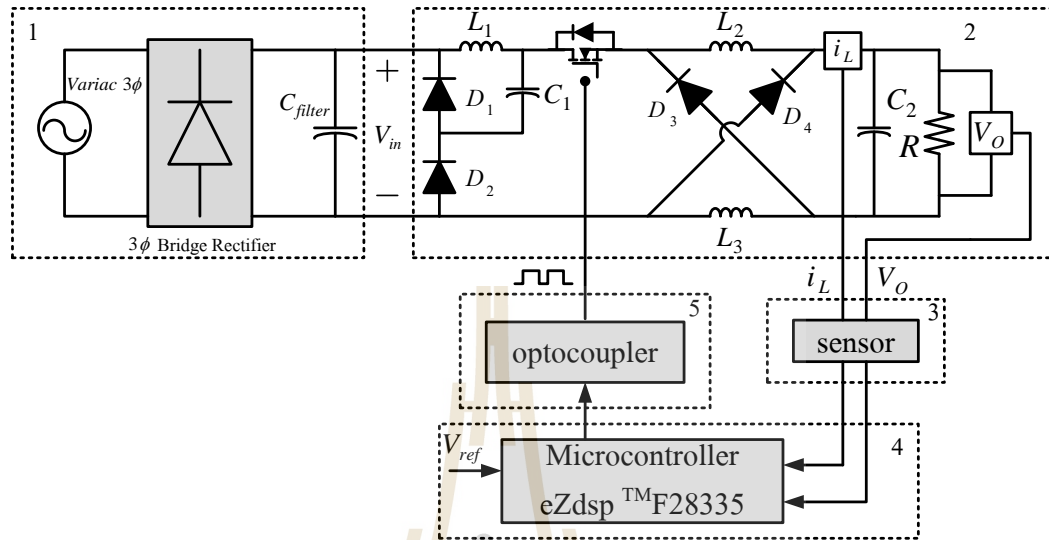 1
Variac 3ϕ
3ϕ Bridge Rectifier
C_filter
+
V_in
−
L_1
D_1
D_2
C_1
L_2
D_3
D_4
L_3
i_L
C_2
R
V_O
2
i_L
V_O
3
sensor
5
optocoupler
4
V_ref
Microcontroller
eZdsp ™F28335